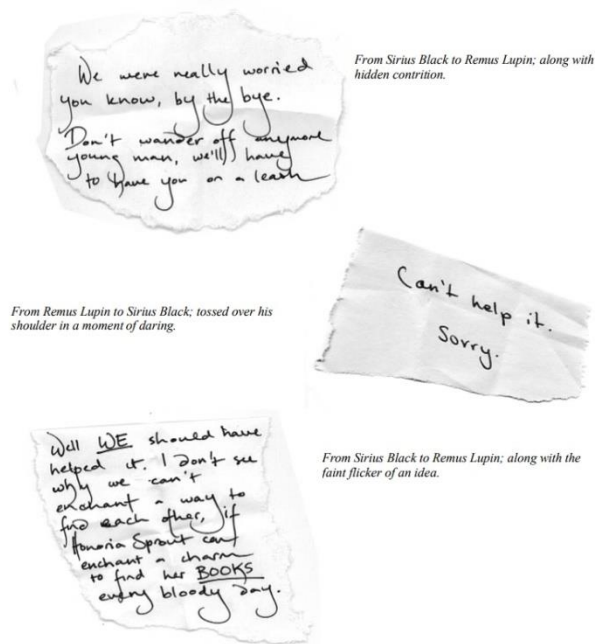 We were really worried
you know, by the bye.
Don't wander off anymore
young man, we'll have
to have you on a leash
From Sirius Black to Remus Lupin; along with
hidden contrition.
Can't help it.
Sorry.
From Remus Lupin to Sirius Black; tossed over his
shoulder in a moment of daring.
Well WE should have
helped it. I don't see
why we can't
enchant a way to
find each other, if
Honoria Sprout can
enchant a charm
to find her BOOKS
every bloody day.
From Sirius Black to Remus Lupin; along with the
faint flicker of an idea.